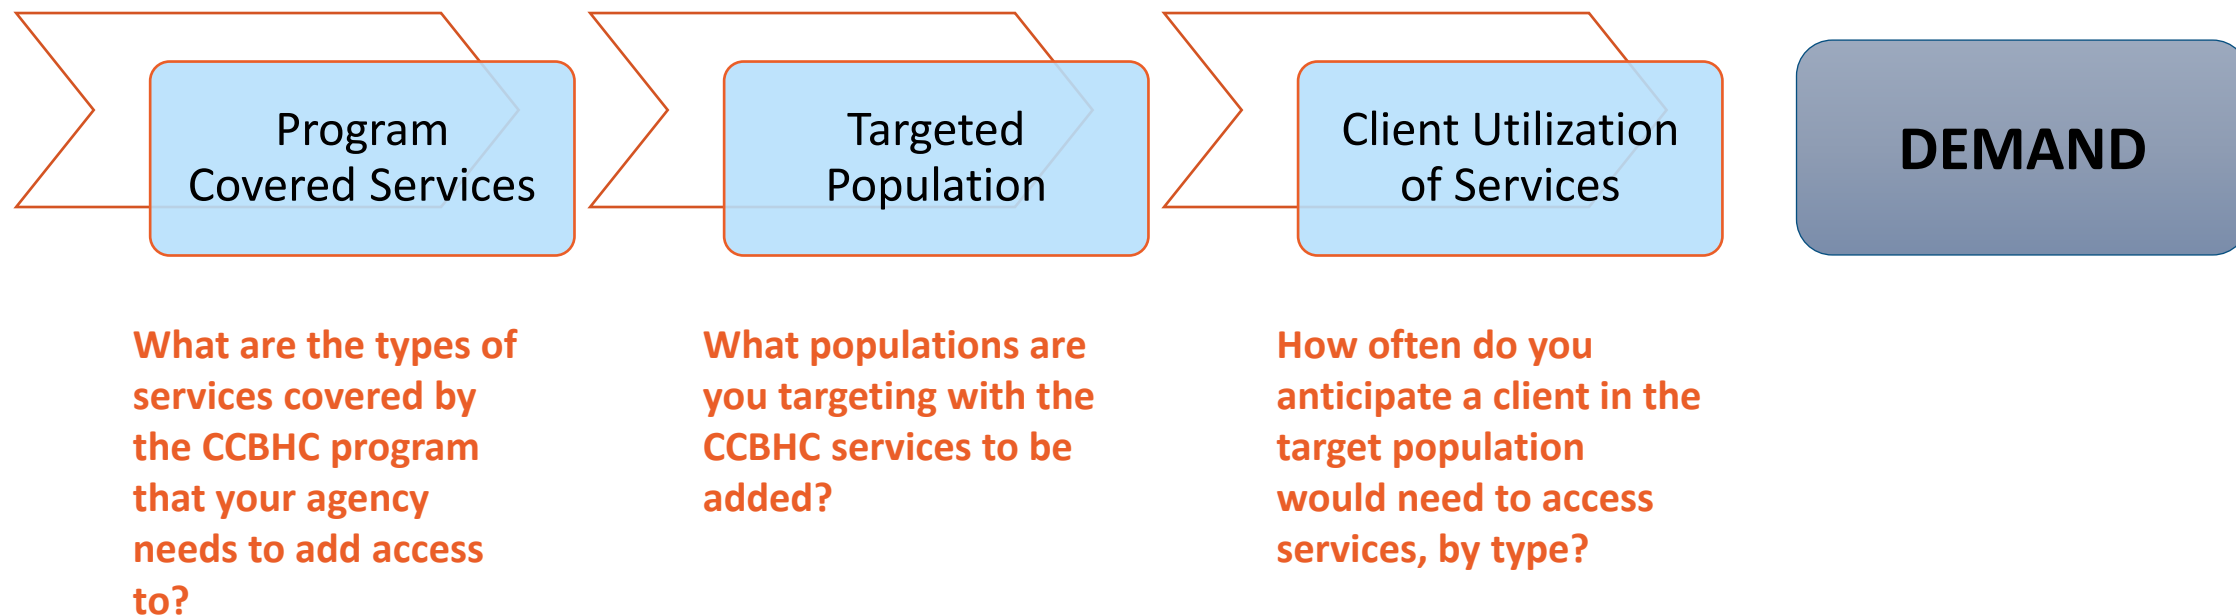 Program
Covered Services
Targeted
Population
Client Utilization
of Services
DEMAND
What are the types of
services covered by
the CCBHC program
that your agency
needs to add access
to?
What populations are
you targeting with the
CCBHC services to be
added?
How often do you
anticipate a client in the
target population
would need to access
services, by type?